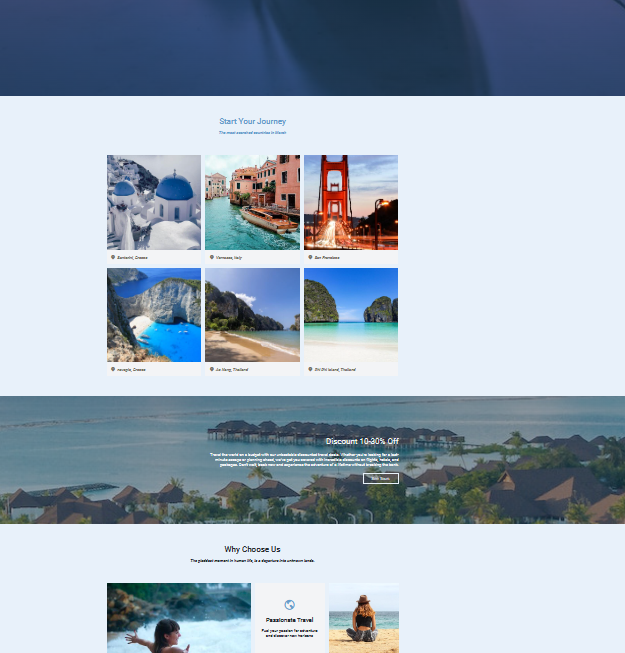 Start Your Journey
The most searched countries in March
Santorini, Greece
Vernazza, Italy
San Francisco
navagio, Greece
Ao Nang, Thailand
Phi Phi Island, Thailand
Discount 10-30% Off
Travel the world on a budget with our unbeatable discounted travel deals. Whether you're looking for a last-
minute escape or planning ahead, we've got you covered with incredible discounts on flights, hotels, and
packages. Don't wait, book now and experience the adventure of a lifetime without breaking the bank.
Why Choose Us
The gladdest moment in human life, is a departure into unknown lands.
Passionate Travel
Fuel your passion for adventure
and discover new horizons